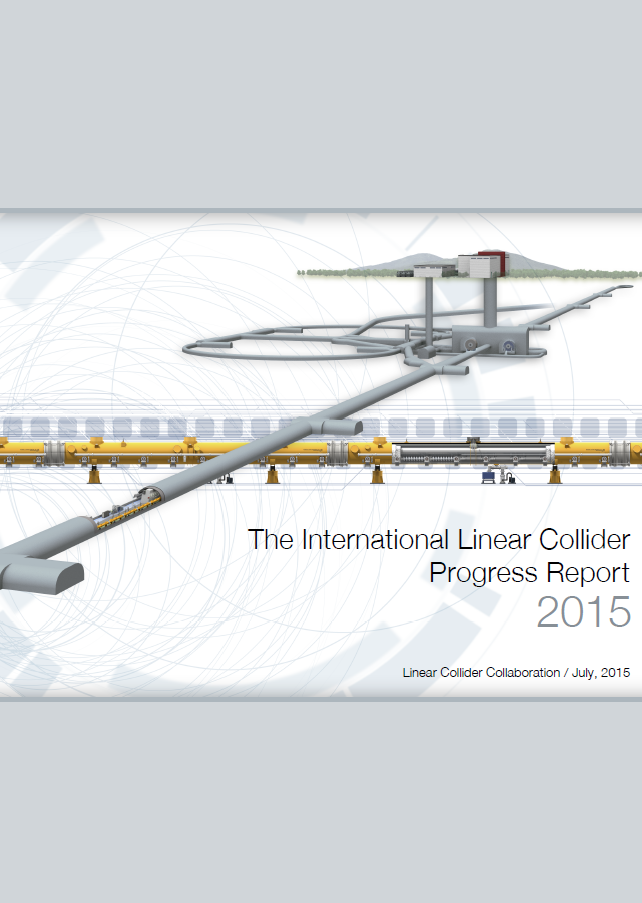 The International Linear Collider
Progress Report
2015
Linear Collider Collaboration / July, 2015